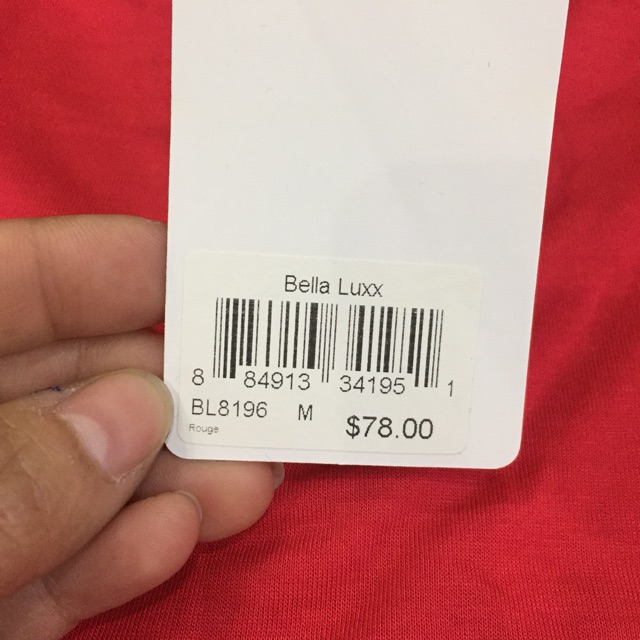 Bella Luxx
8 84913 34195 1
BL8196 M $78.00
Rouge